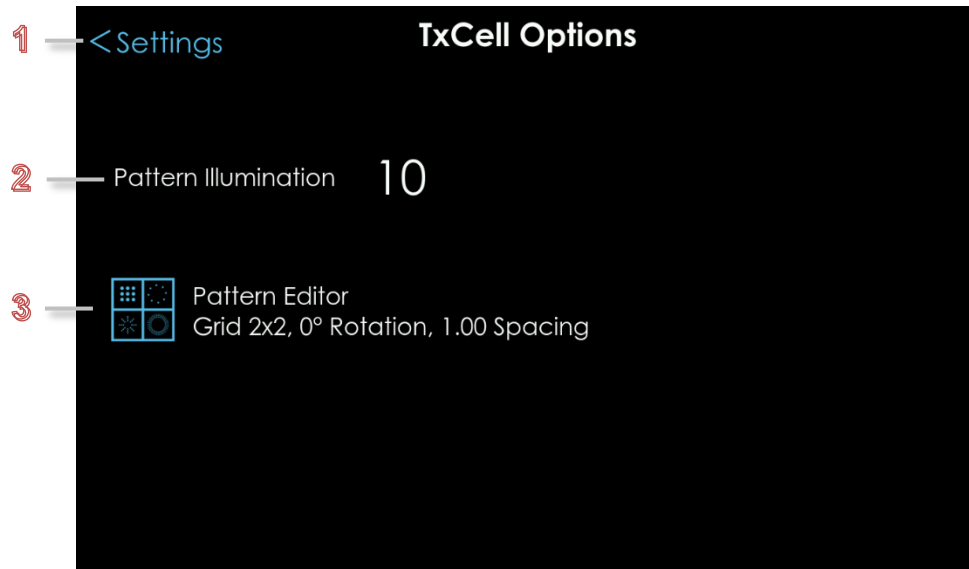 1 < Settings TxCell Options
2 Pattern Illumination 10
3 Pattern Editor
Grid 2x2, 0° Rotation, 1.00 Spacing